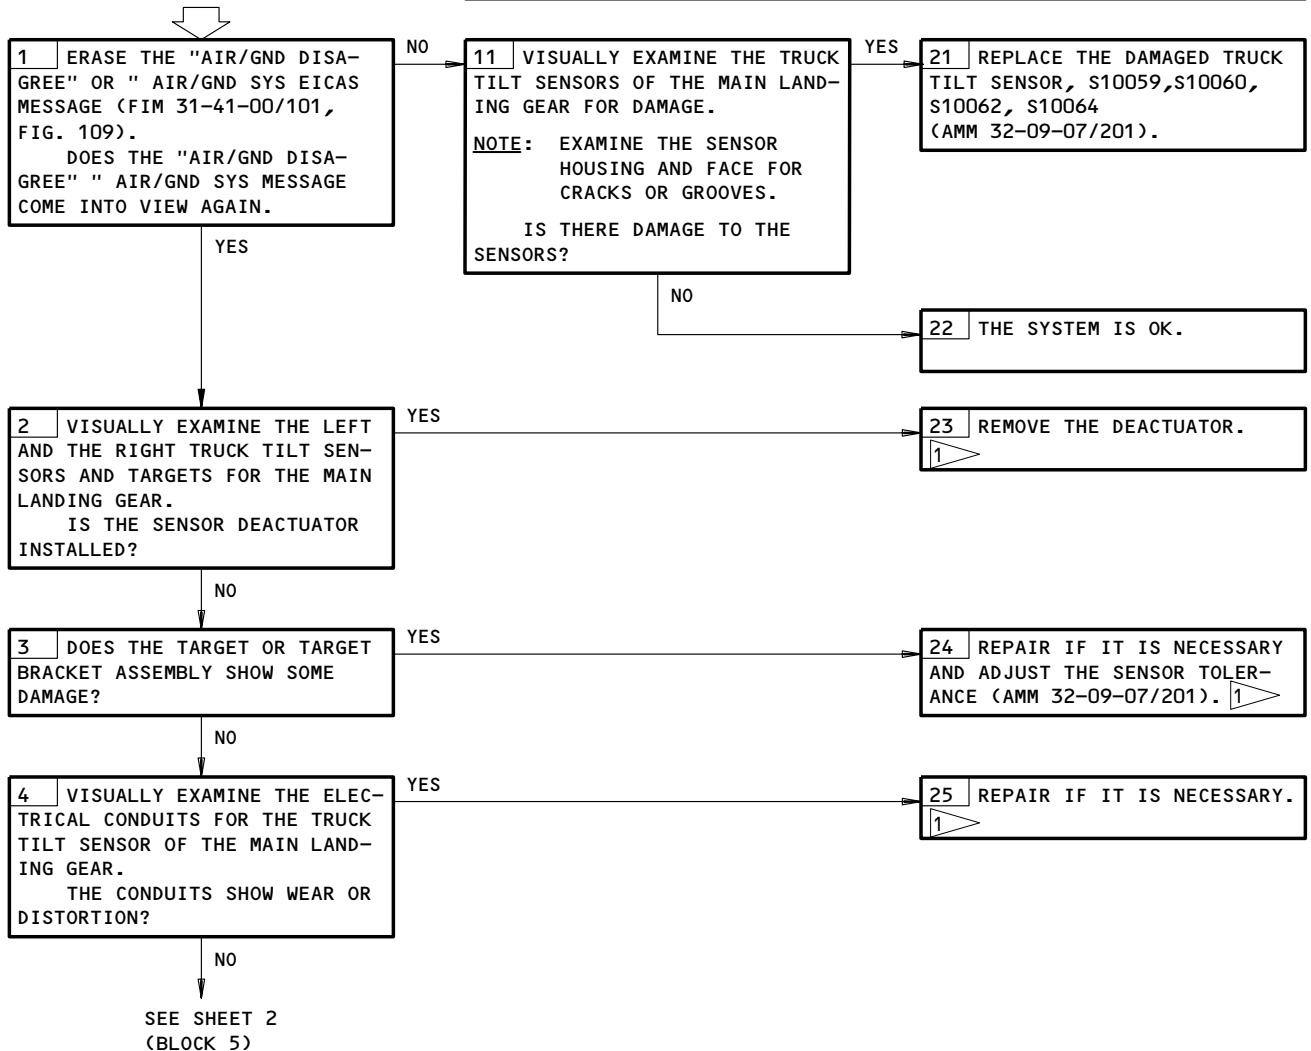 1 ERASE THE "AIR/GND DISA-
GREE" OR " AIR/GND SYS EICAS
MESSAGE (FIM 31-41-00/101,
FIG. 109).
DOES THE "AIR/GND DISA-
GREE" " AIR/GND SYS MESSAGE
COME INTO VIEW AGAIN.
NO
YES
11 VISUALLY EXAMINE THE TRUCK
TILT SENSORS OF THE MAIN LAND-
ING GEAR FOR DAMAGE.
NOTE: EXAMINE THE SENSOR
HOUSING AND FACE FOR
CRACKS OR GROOVES.
IS THERE DAMAGE TO THE
SENSORS?
YES
NO
21 REPLACE THE DAMAGED TRUCK
TILT SENSOR, S10059,S10060,
S10062, S10064
(AMM 32-09-07/201).
22 THE SYSTEM IS OK.
2 VISUALLY EXAMINE THE LEFT
AND THE RIGHT TRUCK TILT SEN-
SORS AND TARGETS FOR THE MAIN
LANDING GEAR.
IS THE SENSOR DEACTUATOR
INSTALLED?
YES
NO
23 REMOVE THE DEACTUATOR.
1
3 DOES THE TARGET OR TARGET
BRACKET ASSEMBLY SHOW SOME
DAMAGE?
YES
NO
24 REPAIR IF IT IS NECESSARY
AND ADJUST THE SENSOR TOLER-
ANCE (AMM 32-09-07/201). 1
4 VISUALLY EXAMINE THE ELEC-
TRICAL CONDUITS FOR THE TRUCK
TILT SENSOR OF THE MAIN LAND-
ING GEAR.
THE CONDUITS SHOW WEAR OR
DISTORTION?
YES
NO
25 REPAIR IF IT IS NECESSARY.
1
SEE SHEET 2
(BLOCK 5)